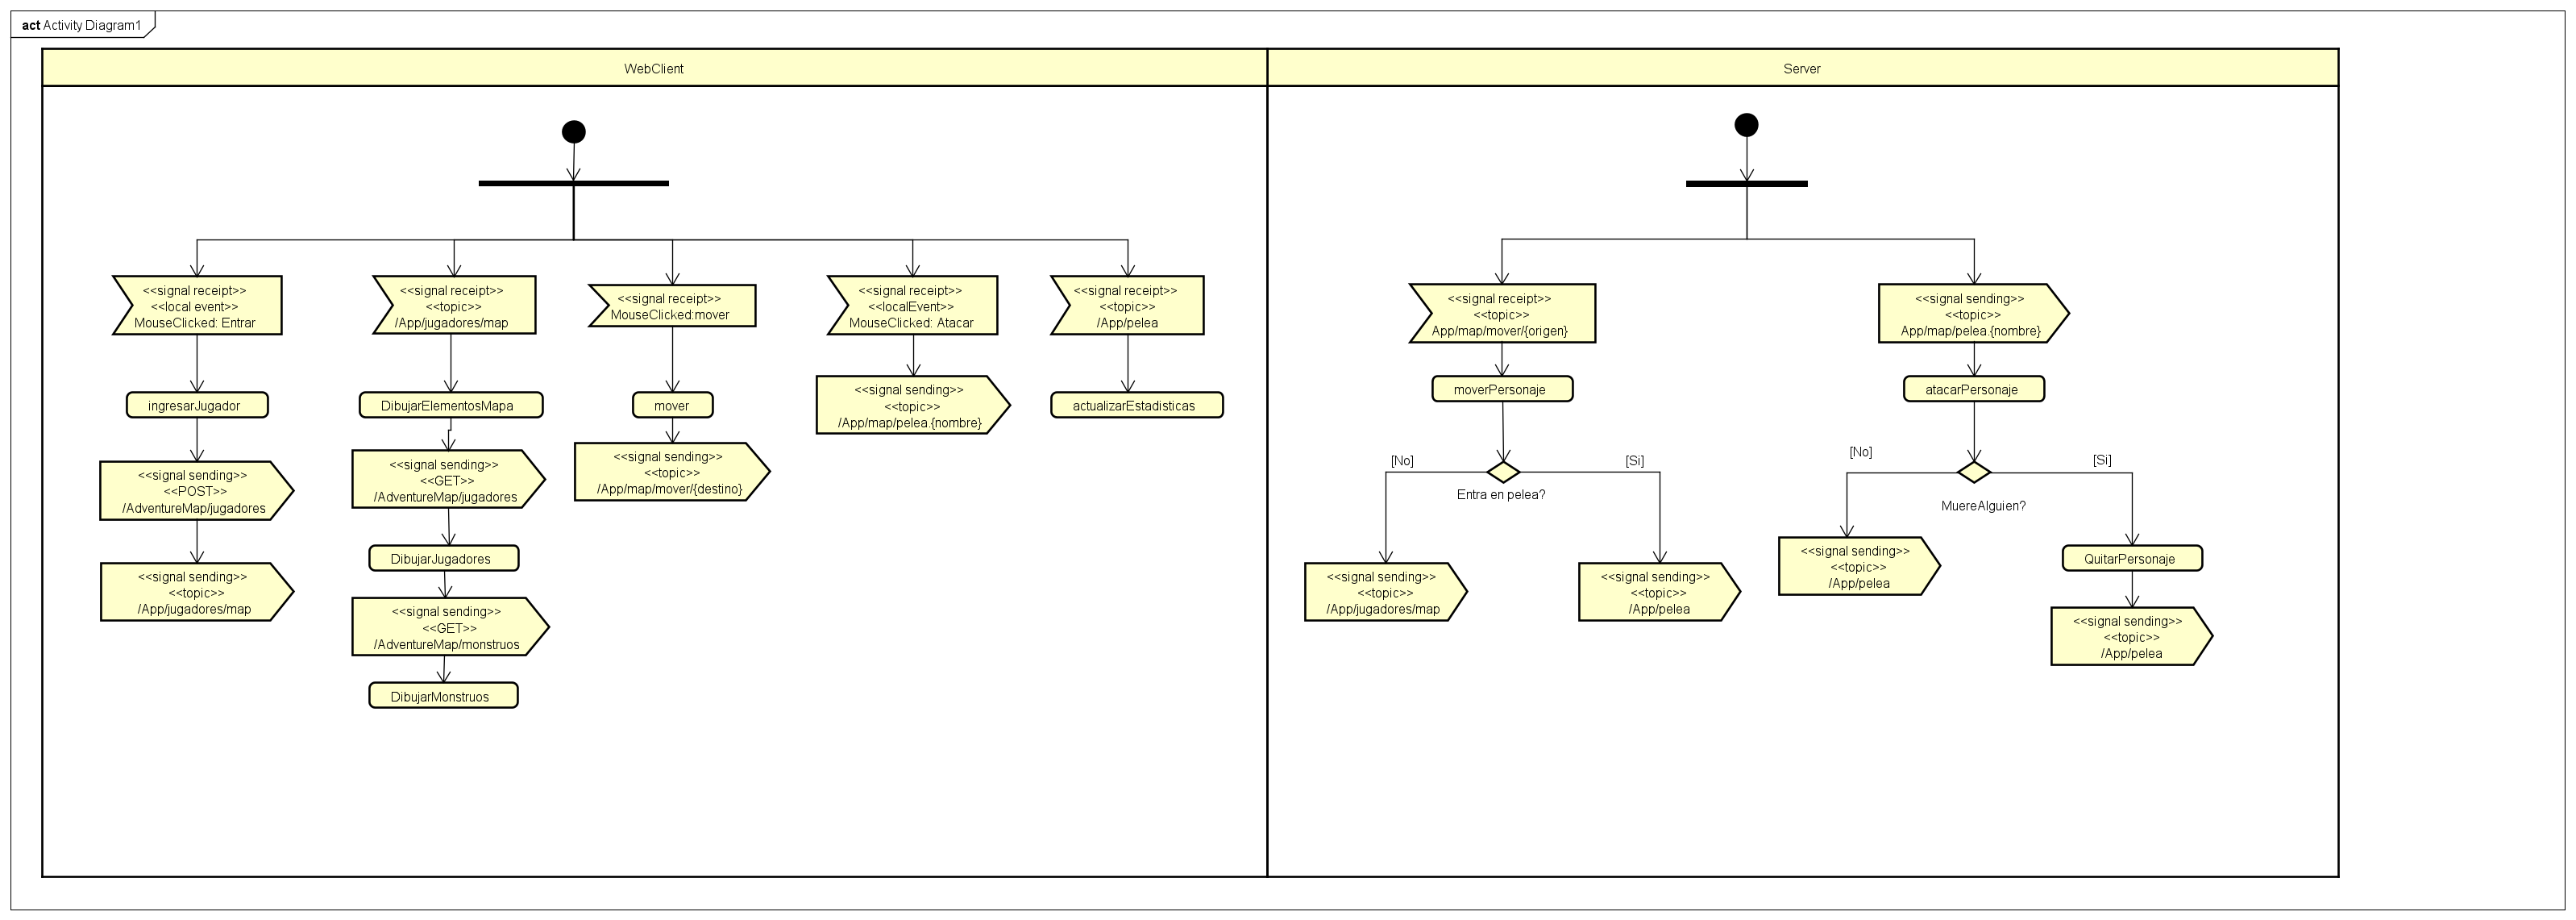 act Activity Diagram1
WebClient
Server
<<signal receipt>>
<<local event>>
MouseClicked: Entrar
ingresarJugador
<<signal sending>>
<<POST>>
/AdventureMap/jugadores
<<signal sending>>
<<topic>>
/App/jugadores/map
<<signal receipt>>
<<topic>>
/App/jugadores/map
DibujarElementosMapa
<<signal sending>>
<<GET>>
/AdventureMap/jugadores
DibujarJugadores
<<signal sending>>
<<GET>>
/AdventureMap/monstruos
DibujarMonstruos
<<signal receipt>>
MouseClicked:mover
mover
<<signal sending>>
<<topic>>
/App/map/mover/{destino}
<<signal receipt>>
<<localEvent>>
MouseClicked: Atacar
<<signal sending>>
<<topic>>
/App/map/pelea.{nombre}
<<signal receipt>>
<<topic>>
/App/pelea
actualizarEstadisticas
<<signal receipt>>
<<topic>>
App/map/mover/{origen}
moverPersonaje
[No]
[Si]
Entra en pelea?
<<signal sending>>
<<topic>>
/App/jugadores/map
<<signal sending>>
<<topic>>
/App/pelea
<<signal sending>>
<<topic>>
App/map/pelea.{nombre}
atacarPersonaje
[No]
[Si]
MuereAlguien?
<<signal sending>>
<<topic>>
/App/pelea
QuitarPersonaje
<<signal sending>>
<<topic>>
/App/pelea